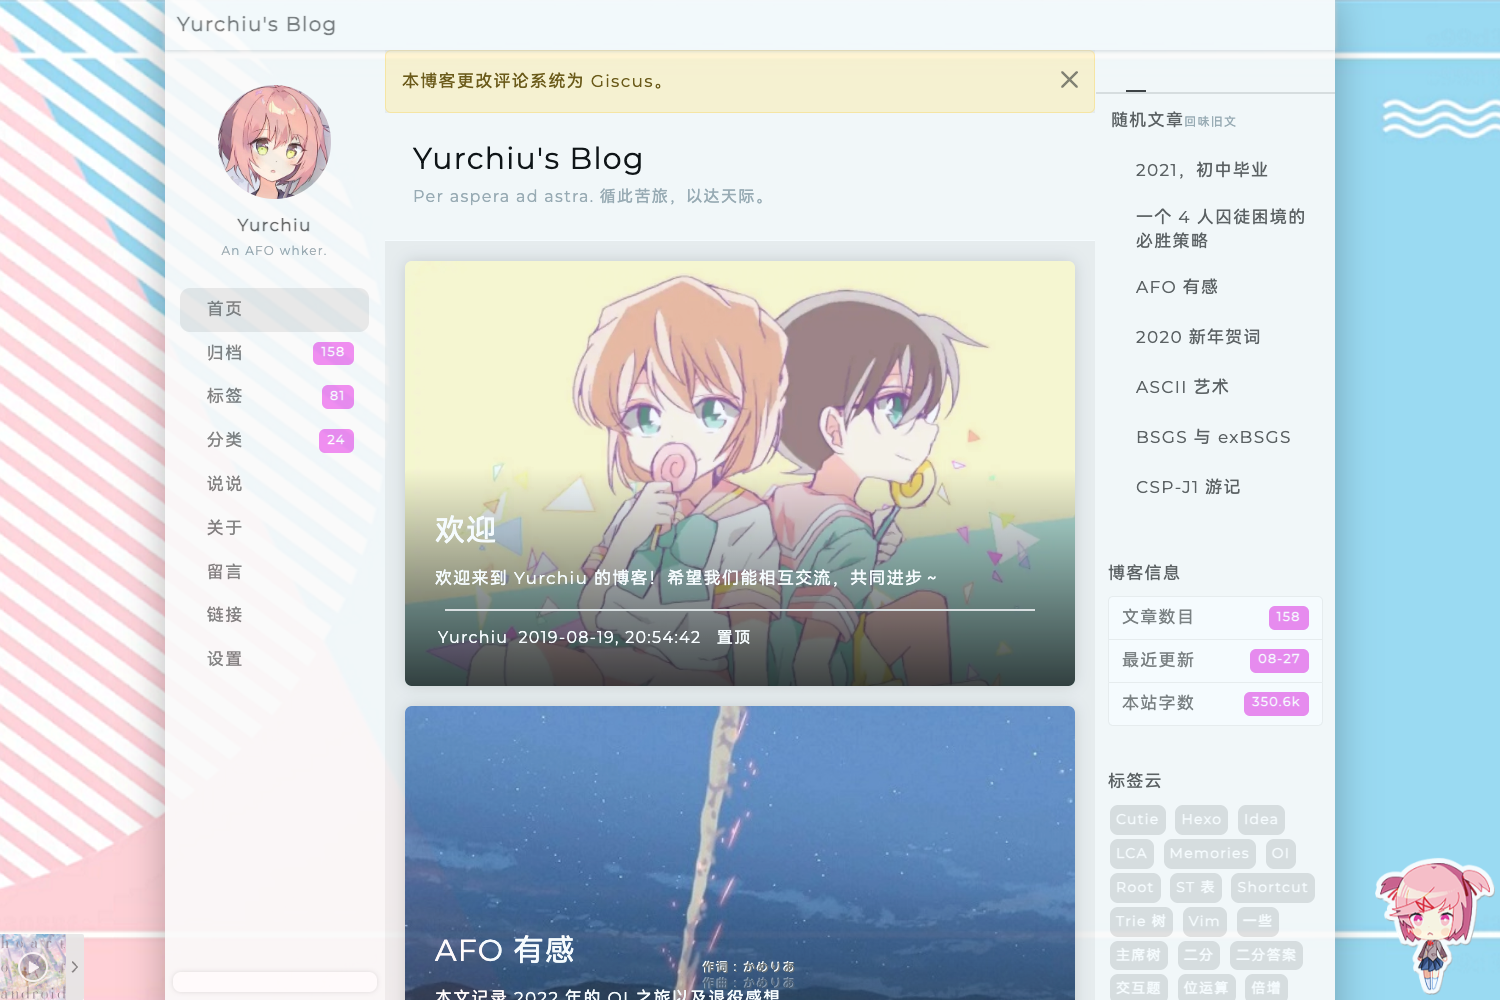 Yurchiu's Blog
Yurchiu
An AFO whker.
首页
归档 158
标签 81
分类 24
说说
关于
留言
链接
设置
本博客更改评论系统为 Giscus。
Yurchiu's Blog
Per aspera ad astra. 循此苦旅，以达天际。
欢迎
欢迎来到 Yurchiu 的博客！希望我们能相互交流，共同进步～
Yurchiu 2019-08-19, 20:54:42 置顶
AFO 有感
作词：かめりあ
作曲：かめりあ
本文记录 2022 年的 OI 之旅以及退役感想
随机文章回味旧文
2021，初中毕业
一个 4 人囚徒困境的
必胜策略
AFO 有感
2020 新年贺词
ASCII 艺术
BSGS 与 exBSGS
CSP-J1 游记
博客信息
文章数目 158
最近更新 08-27
本站字数 350.6k
标签云
Cutie Hexo Idea
LCA Memories OI
Root ST 表 Shortcut
Trie 树 Vim 一些
主席树 二分 二分答案
交互题 位运算 倍增